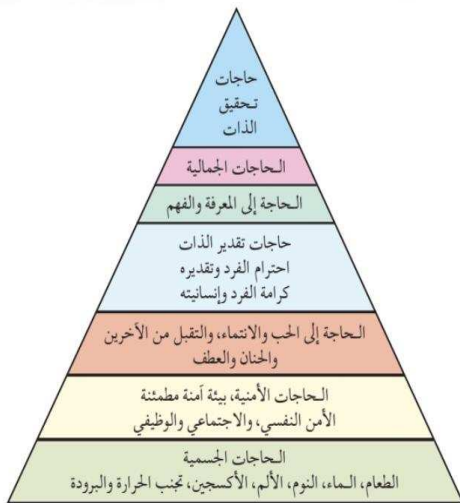 حاجات
تحقيق
الذات
الحاجات الجمالية
الحاجة إلى المعرفة والفهم
حاجات تقدير الذات
احترام الفرد وتقديره
كرامة الفرد وإنسانيته
الحاجة إلى الحب والانتماء، والتقبل من الآخرين
والحنان والعطف
الحاجات الأمنية، بيئة آمنة مطمئنة
الأمن النفسي، والاجتماعي والوظيفي
الحاجات الجسمية
الطعام، الماء، النوم، الألم، الأكسجين، تجنب الحرارة والبرودة